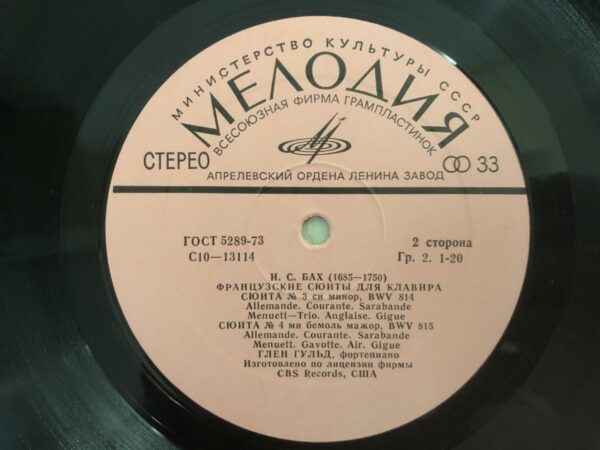 МИНИСТЕРСТВО КУЛЬТУРЫ СССР
МЕЛОДИЯ
ВСЕСОЮЗНАЯ ФИРМА ГРАМПЛАСТИНОК
СТЕРЕО
33
АПРЕЛЕВСКИЙ ОРДЕНА ЛЕНИНА ЗАВОД
ГОСТ 5289-73
2 сторона
С10—13114
Гр. 2. 1-20
И. С. БАХ (1685—1750)
ФРАНЦУЗСКИЕ СЮИТЫ ДЛЯ КЛАВИРА
СЮИТА № 3 си минор, BWV 814
Allemande. Courante. Sarabande
Menuett—Trio. Anglaise. Gigue
СЮИТА № 4 ми бемоль мажор, BWV 815
Allemande. Courante. Sarabande
Menuett. Gavotte. Air. Gigue
ГЛЕН ГУЛЬД, фортепиано
Изготовлено по лицензии фирмы
CBS Records, США